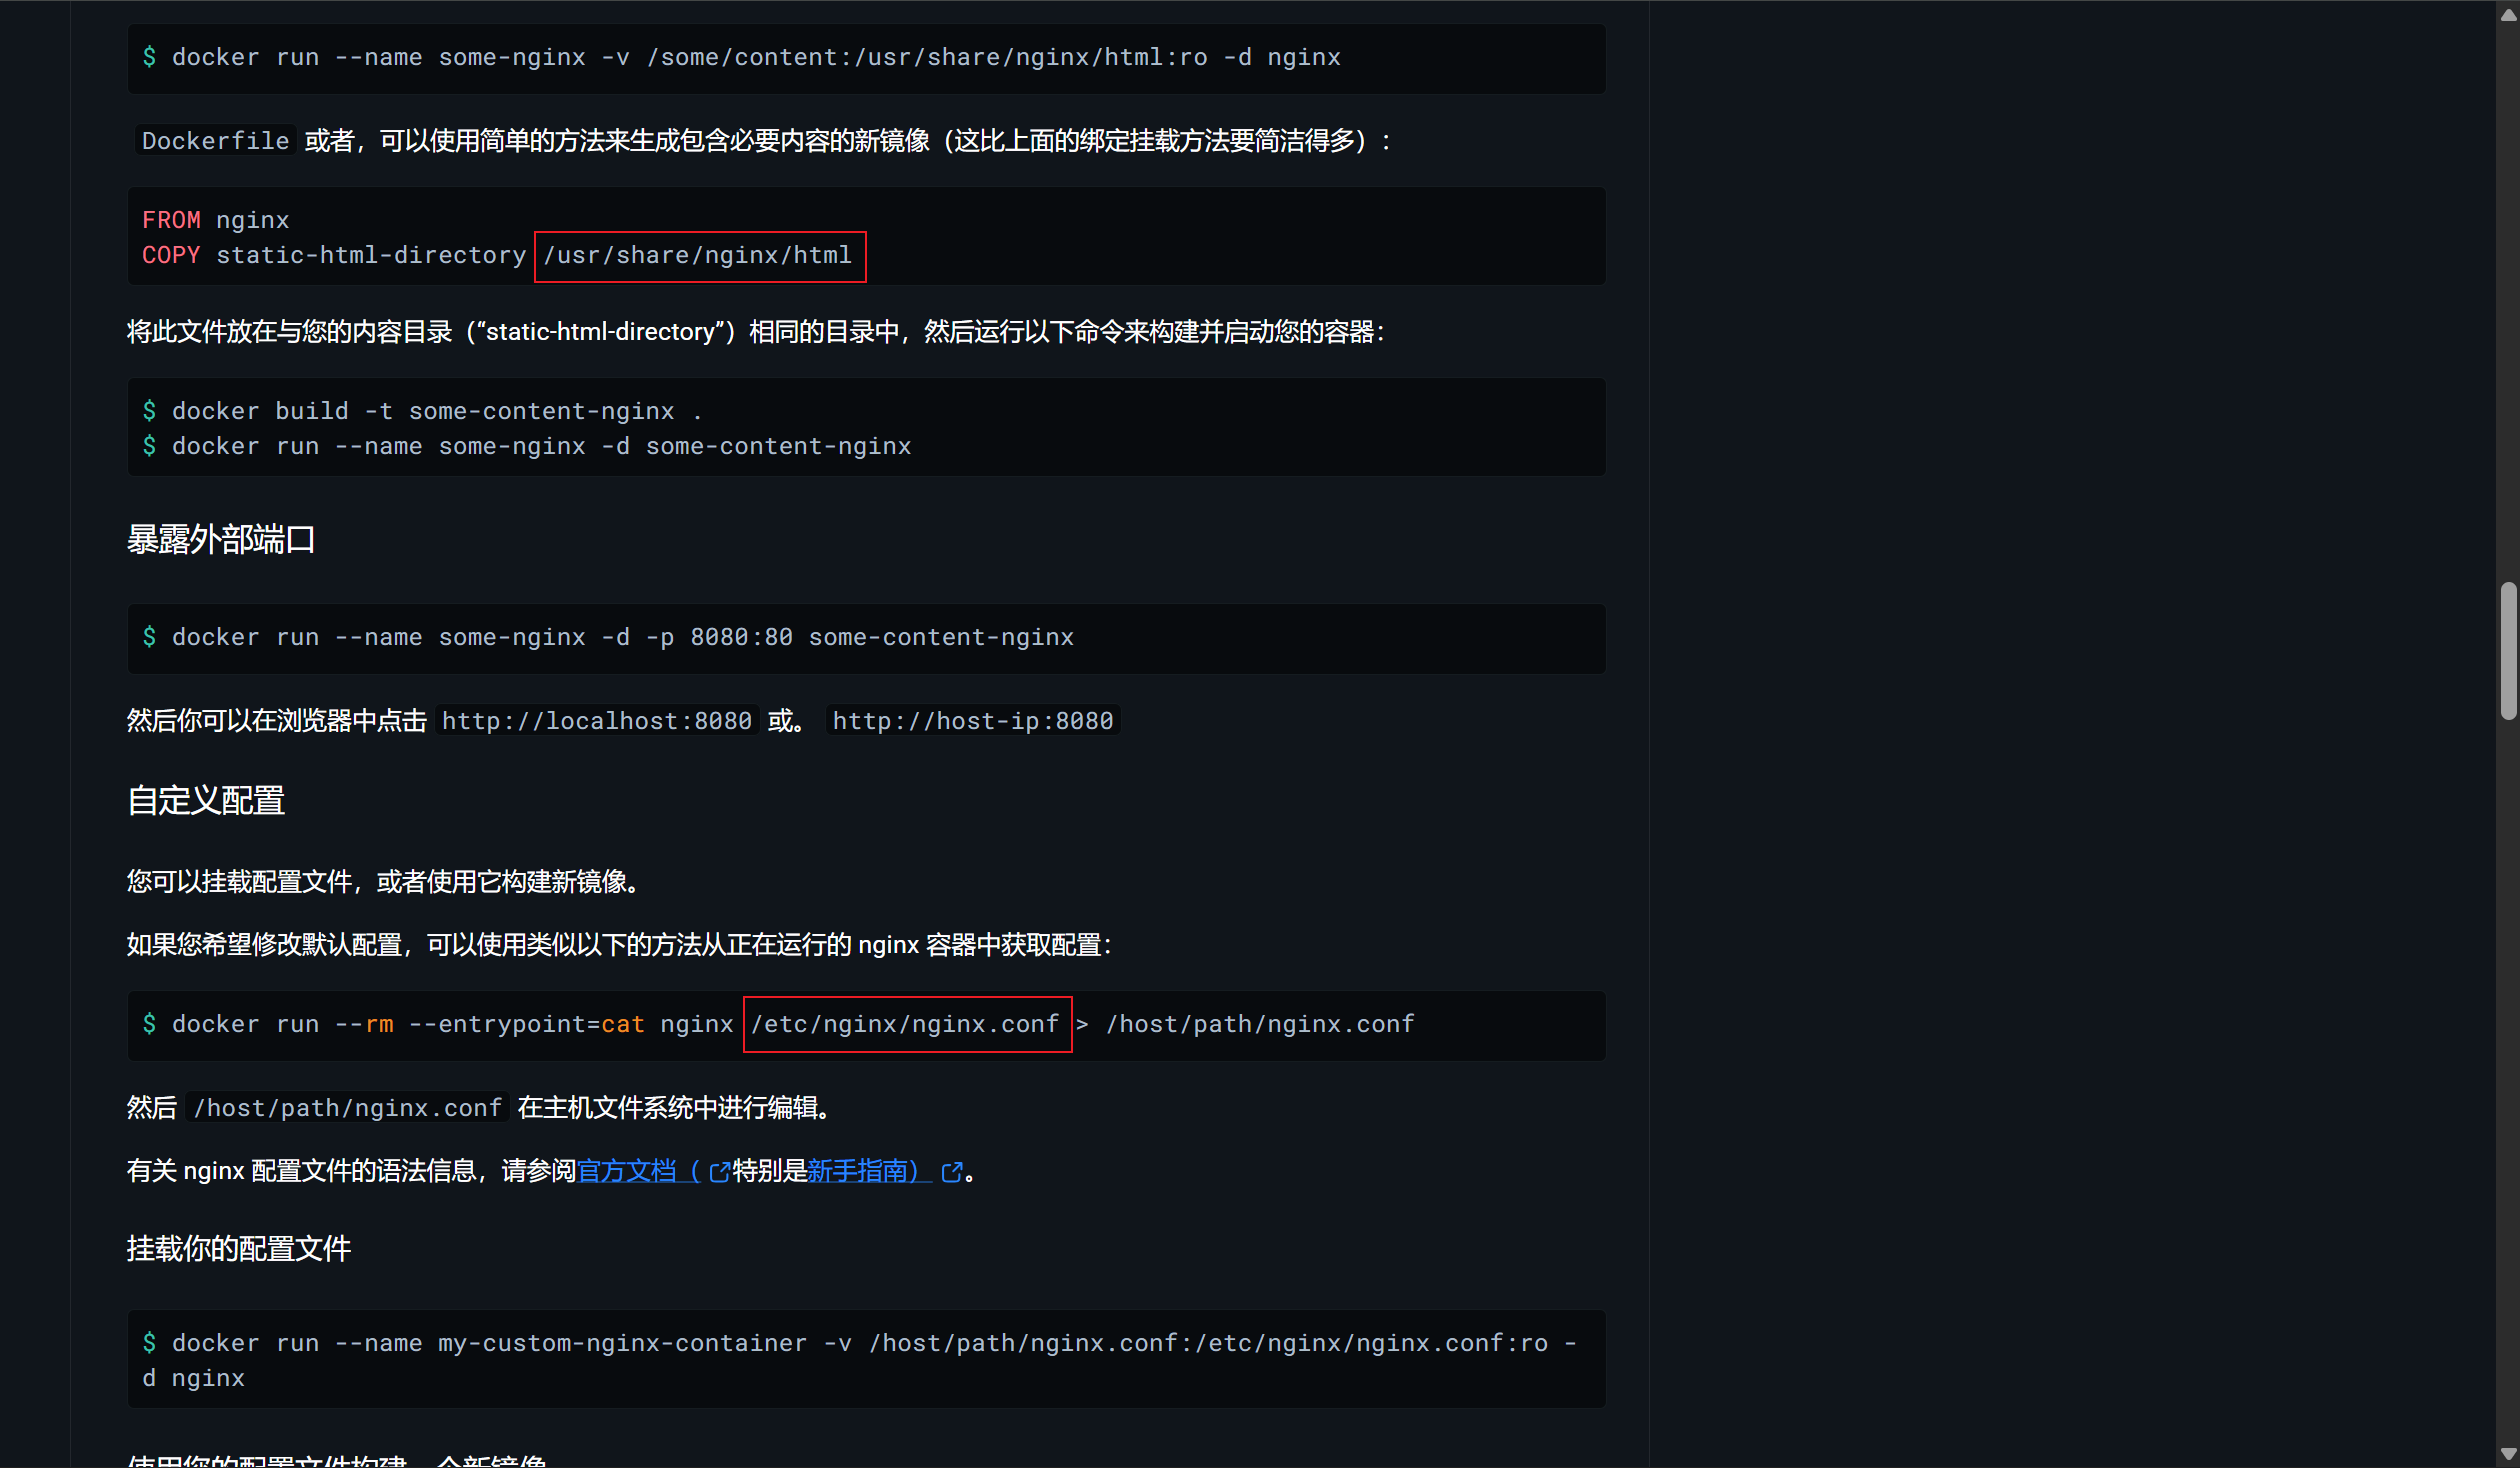 $ docker run --name some-nginx -v /some/content:/usr/share/nginx/html:ro -d nginx
Dockerfile 或者，可以使用简单的方法来生成包含必要内容的新镜像（这比上面的绑定挂载方法要简洁得多）：
FROM nginx
COPY static-html-directory /usr/share/nginx/html
将此文件放在与您的内容目录（“static-html-directory”）相同的目录中，然后运行以下命令来构建并启动您的容器：
$ docker build -t some-content-nginx .
$ docker run --name some-nginx -d some-content-nginx
暴露外部端口
$ docker run --name some-nginx -d -p 8080:80 some-content-nginx
然后你可以在浏览器中点击 http://localhost:8080 或。 http://host-ip:8080
自定义配置
您可以挂载配置文件，或者使用它构建新镜像。
如果您希望修改默认配置，可以使用类似以下的方法从正在运行的 nginx 容器中获取配置：
$ docker run --rm --entrypoint=cat nginx /etc/nginx/nginx.conf > /host/path/nginx.conf
然后 /host/path/nginx.conf 在主机文件系统中进行编辑。
有关 nginx 配置文件的语法信息，请参阅官方文档（特别是新手指南）。
挂载你的配置文件
$ docker run --name my-custom-nginx-container -v /host/path/nginx.conf:/etc/nginx/nginx.conf:ro -
d nginx
使用您的配置文件构建一个新镜像